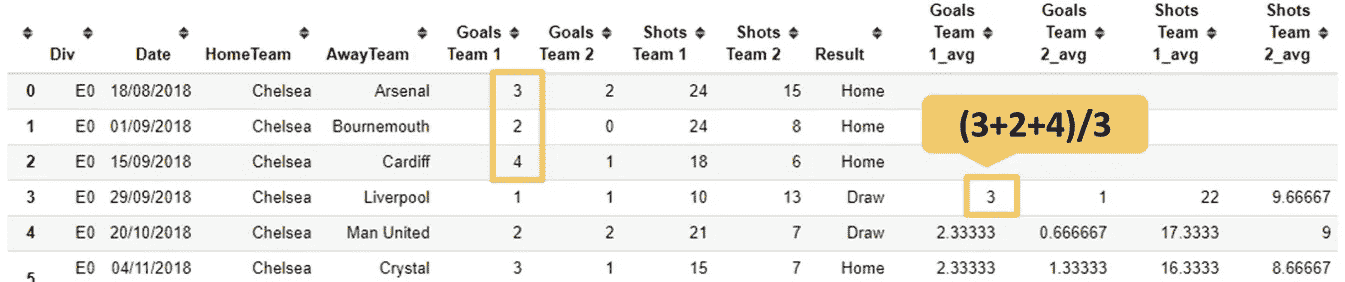 Div Date HomeTeam AwayTeam Goals Team 1 Goals Team 2 Shots Team 1 Shots Team 2 Result Goals Team 1_avg Goals Team 2_avg Shots Team 1_avg Shots Team 2_avg
0 E0 18/08/2018 Chelsea Arsenal 3 2 24 15 Home
1 E0 01/09/2018 Chelsea Bournemouth 2 0 24 8 Home
(3+2+4)/3
2 E0 15/09/2018 Chelsea Cardiff 4 1 18 6 Home
3 E0 29/09/2018 Chelsea Liverpool 1 1 10 13 Draw 3 1 22 9.66667
4 E0 20/10/2018 Chelsea Man United 2 2 21 7 Draw 2.33333 0.666667 17.3333 9
5 E0 04/11/2018 Chelsea Crystal 3 1 15 7 Home 2.33333 1.33333 16.3333 8.66667